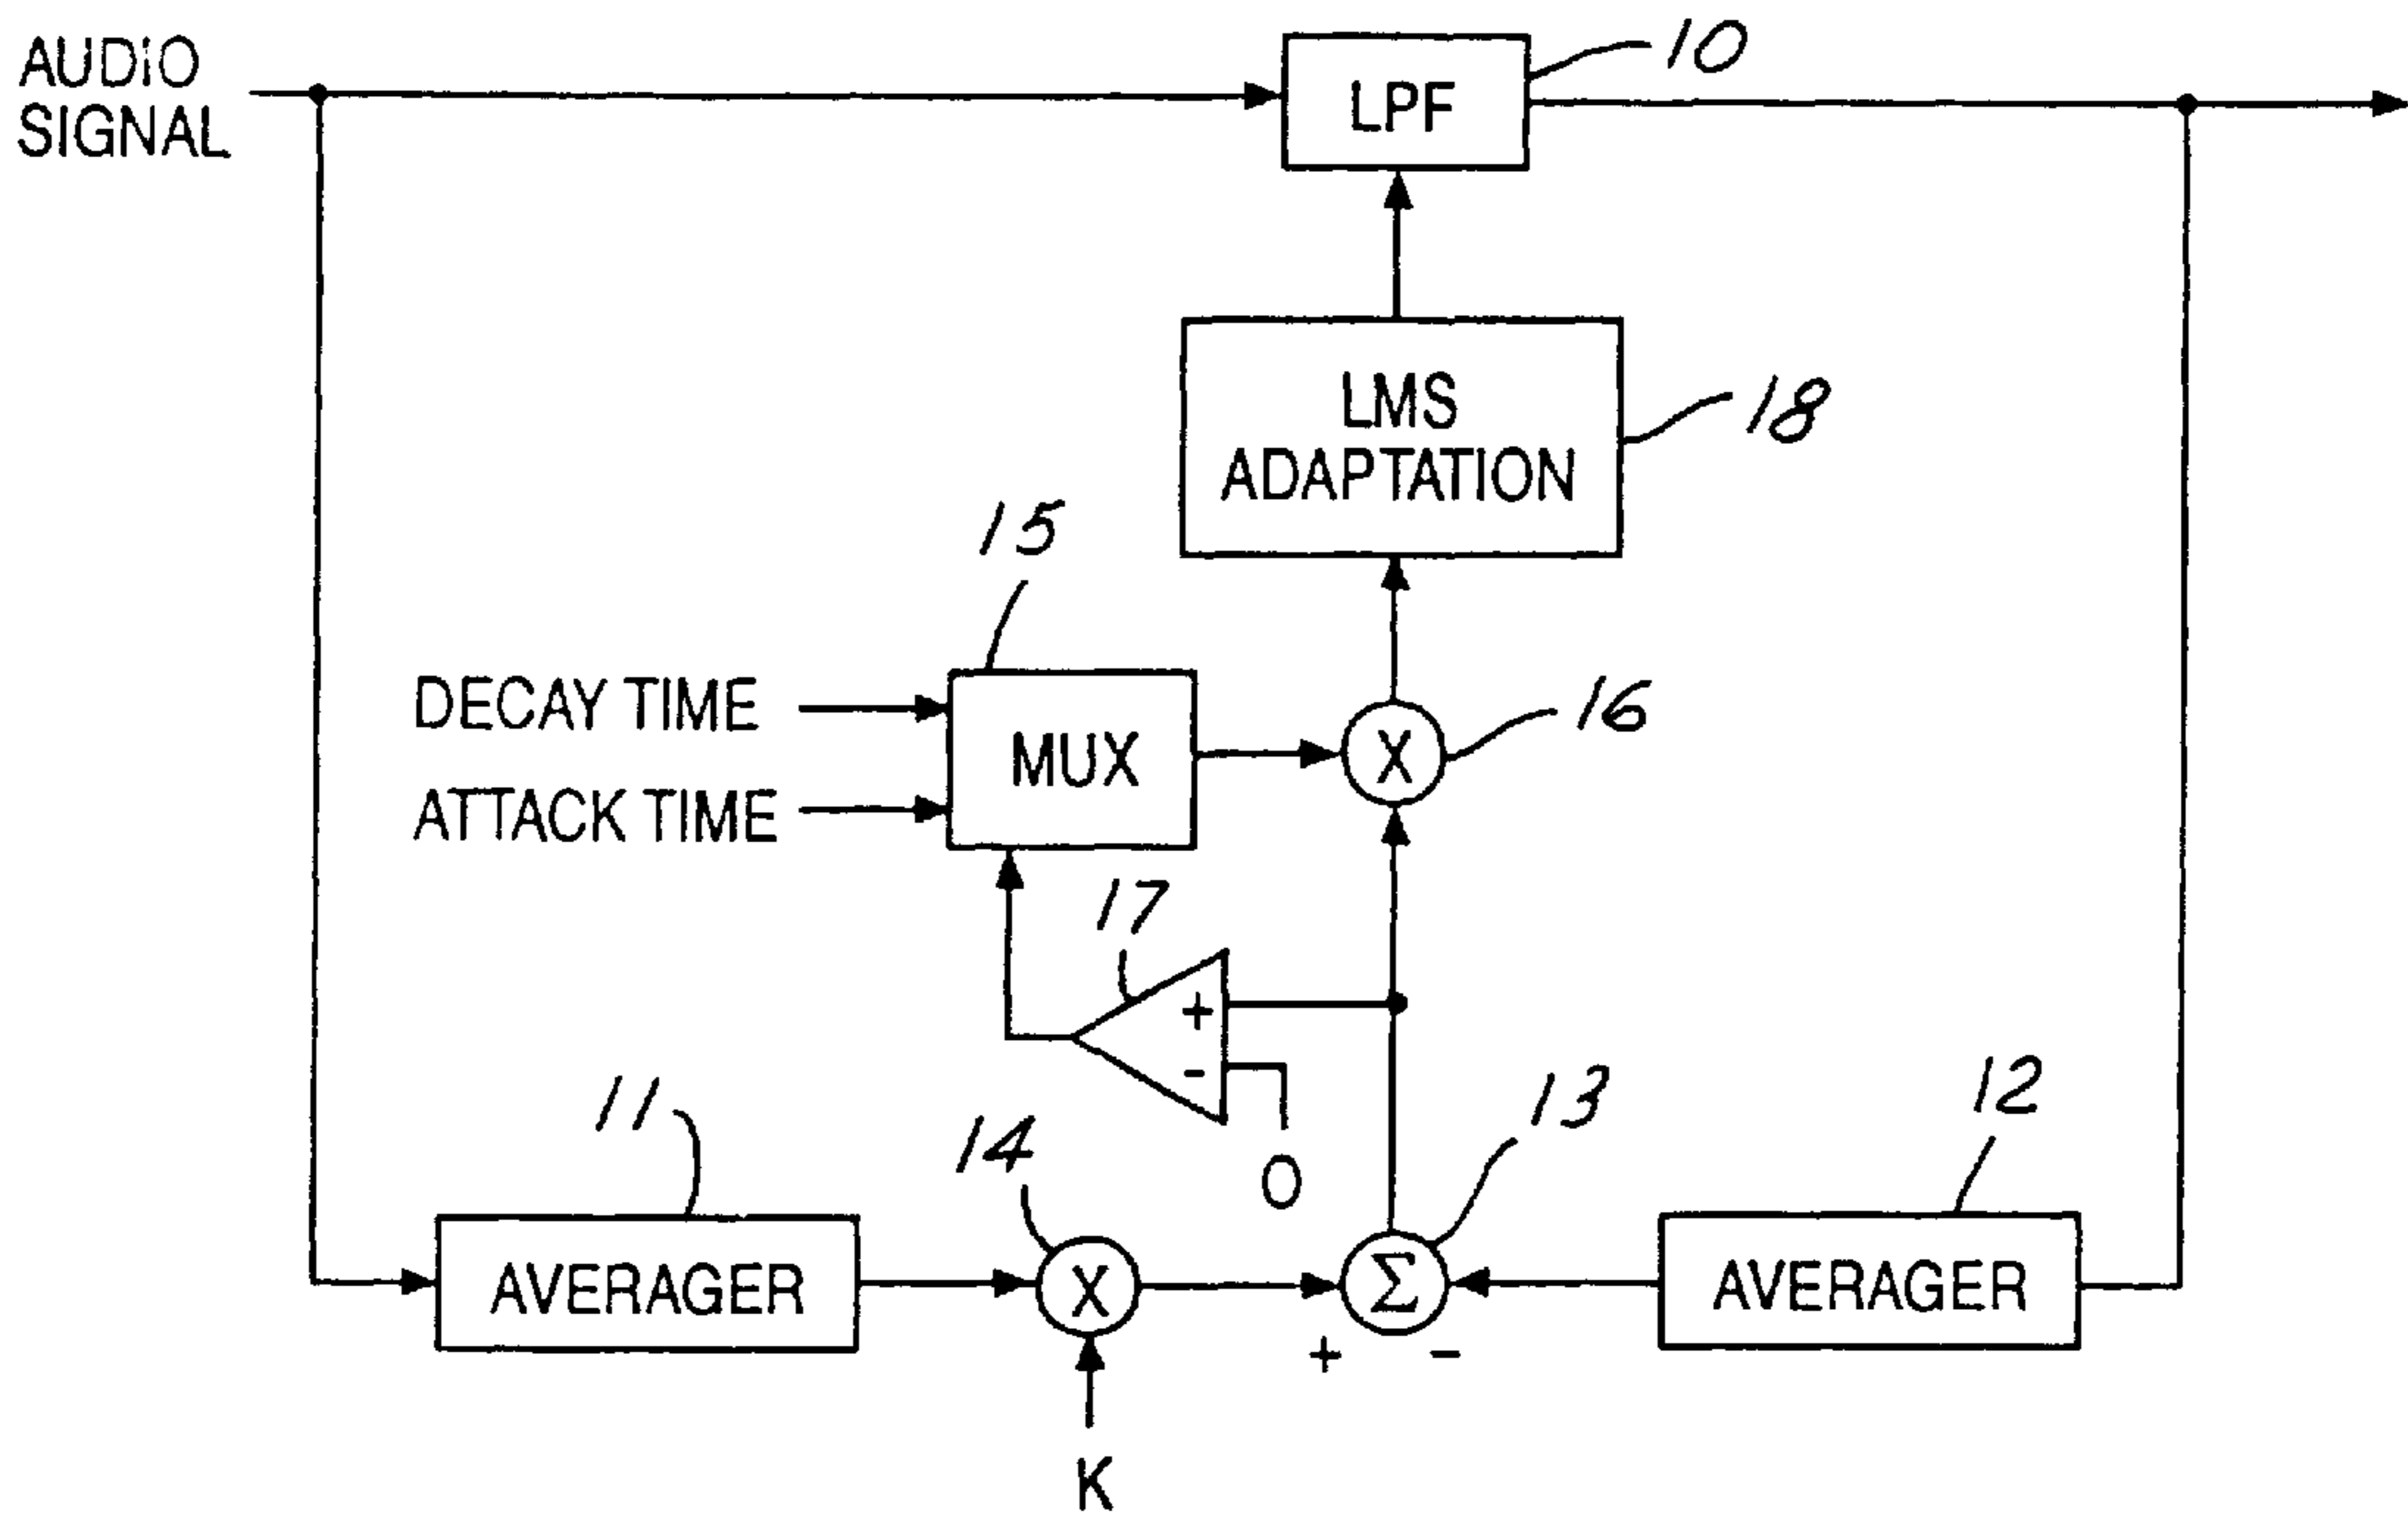 AUDIO
SIGNAL
LPF
10
LMS
ADAPTATION
18
15
DECAY TIME
ATTACK TIME
MUX
X
16
17
+
-
0
11
14
13
12
AVERAGER
X
Σ
AVERAGER
+
-
K